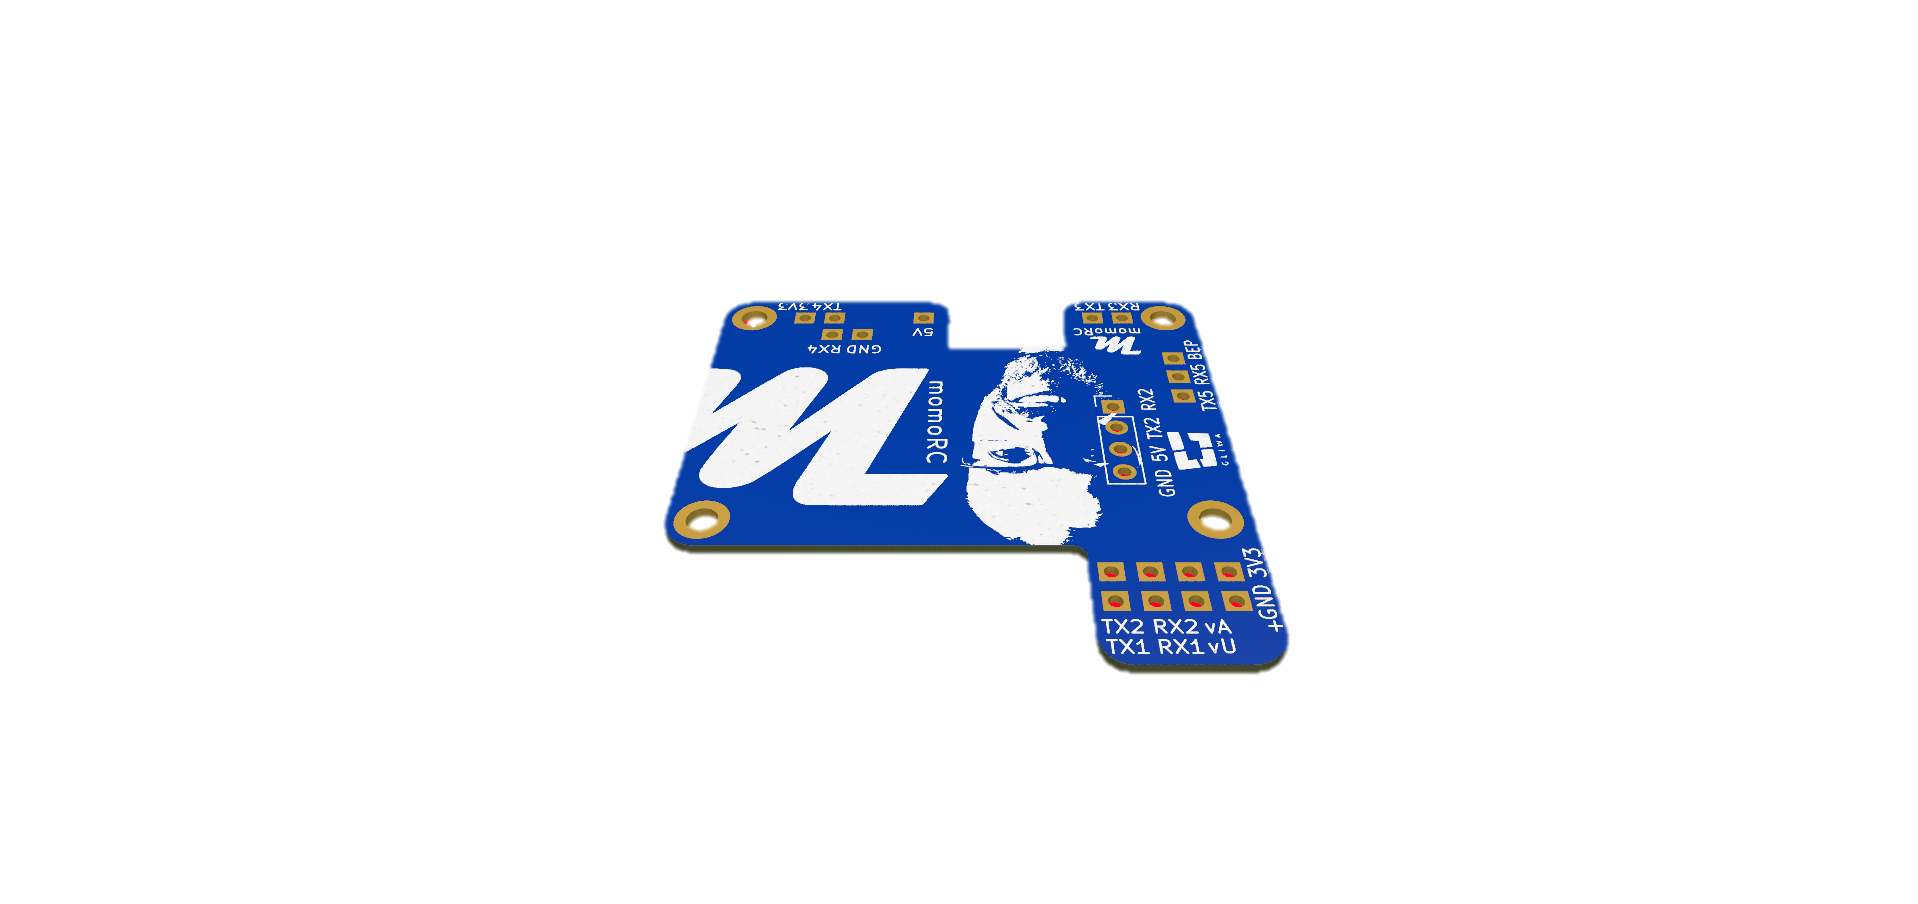 TX4 3V3
GND RX4
5V
RX3 TX3
momoRC
momoRC
TX5 RX5 BEP
GND 5V TX2 RX2
CLIWA
+GND 3V3
TX2 RX2 vA
TX1 RX1 vU